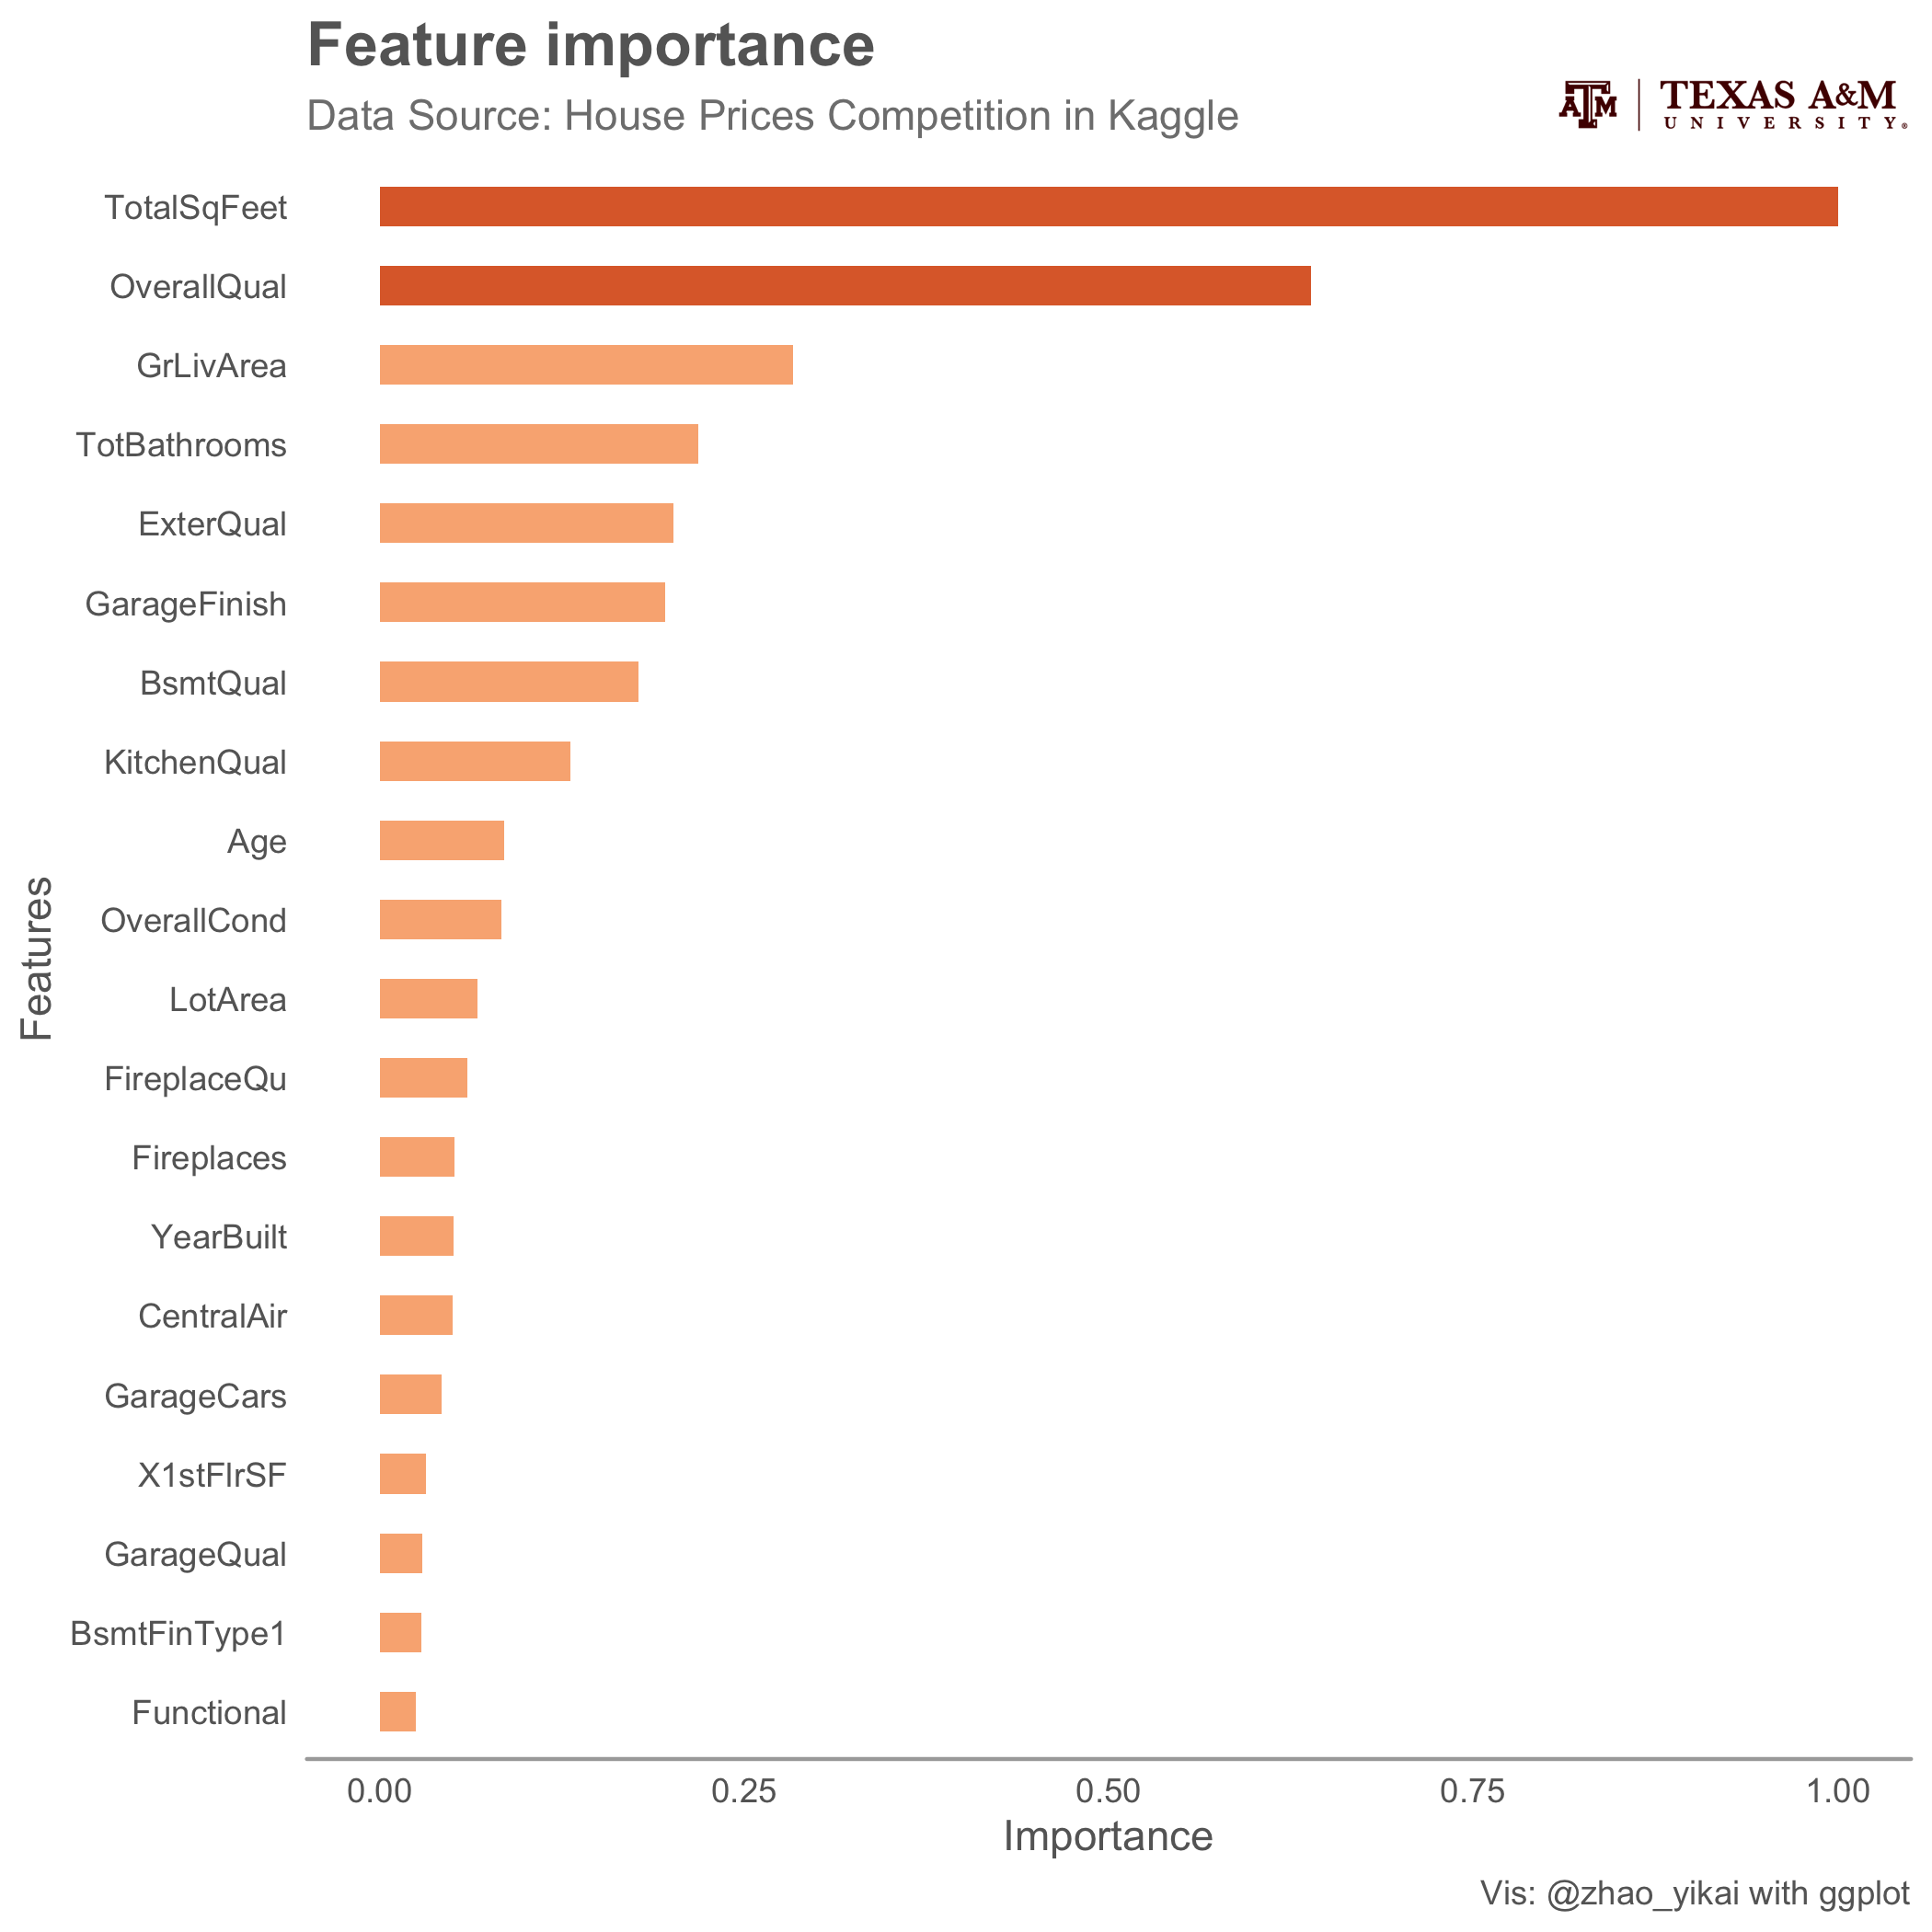 Feature importance
Data Source: House Prices Competition in Kaggle
ATM
TEXAS A&M
UNIVERSITY®
TotalSqFeet
OverallQual
GrLivArea
TotBathrooms
ExterQual
GarageFinish
BsmtQual
KitchenQual
Age
OverallCond
LotArea
FireplaceQu
Fireplaces
YearBuilt
CentralAir
GarageCars
X1stFlrSF
GarageQual
BsmtFinType1
Functional
Features
0.00 0.25 0.50 0.75 1.00
Importance
Vis: @zhao_yikai with ggplot